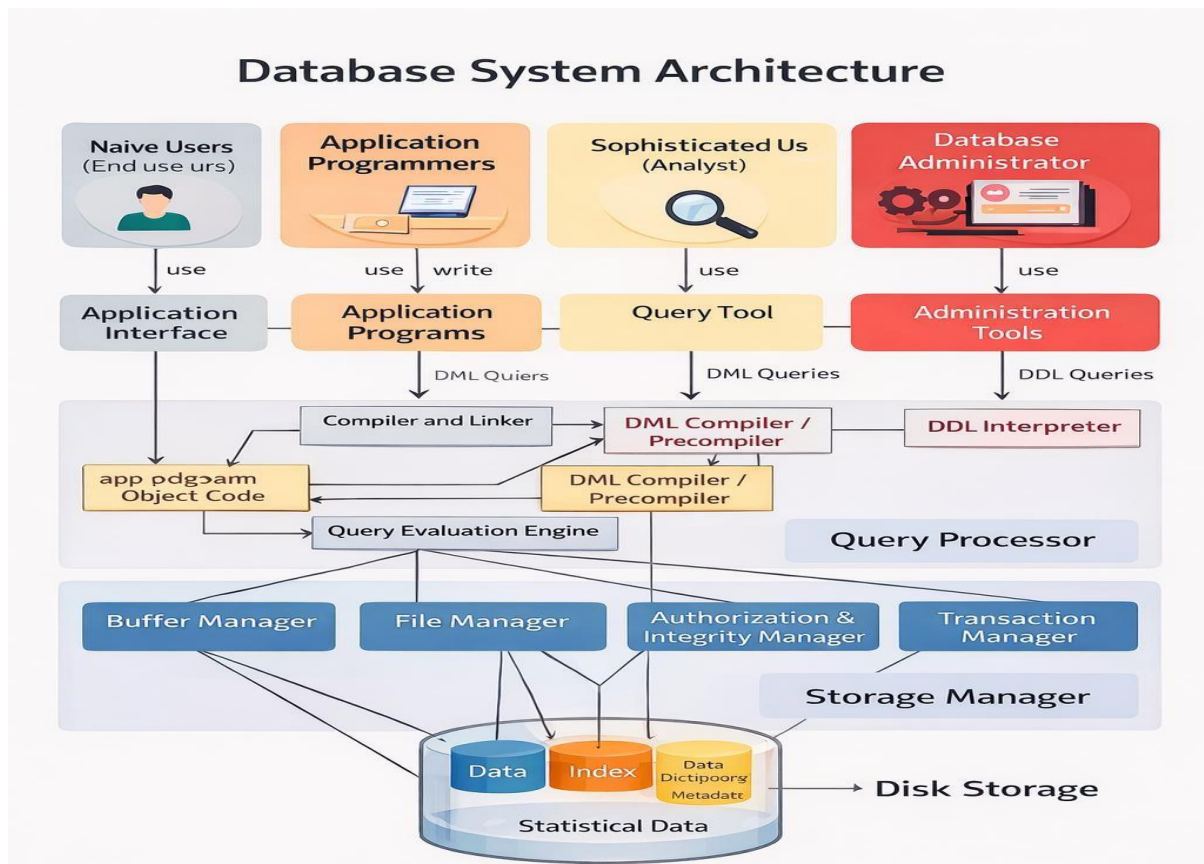 Database System Architecture
Naive Users
(End use urs)
Application
Programmers
Sophisticated Us
(Analyst)
Database
Administrator
use
use write
use
use
Application
Interface
Application
Programs
Query Tool
Administration
Tools
DML Quiers
DML Queries
DDL Queries
Compiler and Linker
DML Compiler /
Precompiler
DDL Interpreter
app
Object Code
DML Compiler /
Precompiler
Query Evaluation Engine
Query Processor
Buffer Manager
File Manager
Authorization &
Integrity Manager
Transaction
Manager
Storage Manager
Data
Index
Data
Metadatt
Disk Storage
Statistical Data